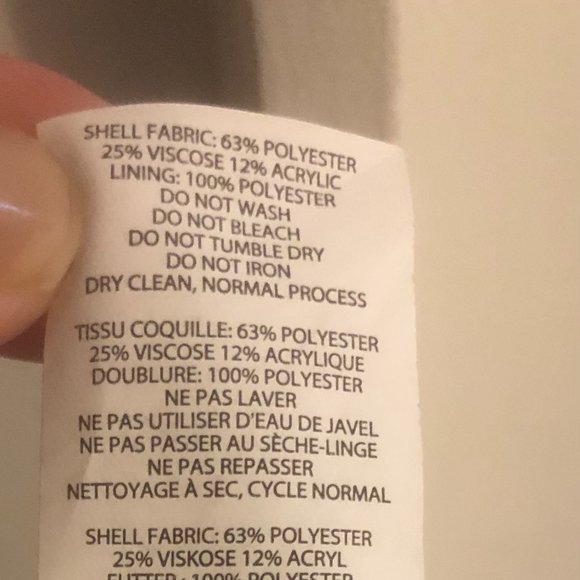 SHELL FABRIC: 63% POLYESTER
25% VISCOSE 12% ACRYLIC
LINING: 100% POLYESTER
DO NOT WASH
DO NOT BLEACH
DO NOT TUMBLE DRY
DO NOT IRON
DRY CLEAN, NORMAL PROCESS
TISSU COQUILLE: 63% POLYESTER
25% VISCOSE 12% ACRYLIQUE
DOUBLURE: 100% POLYESTER
NE PAS LAVER
NE PAS UTILISER D'EAU DE JAVEL
NE PAS PASSER AU SÈCHE-LINGE
NE PAS REPASSER
NETTOYAGE À SEC, CYCLE NORMAL
SHELL FABRIC: 63% POLYESTER
25% VISKOSE 12% ACRYL
FUTTER : 100% POLYESTER